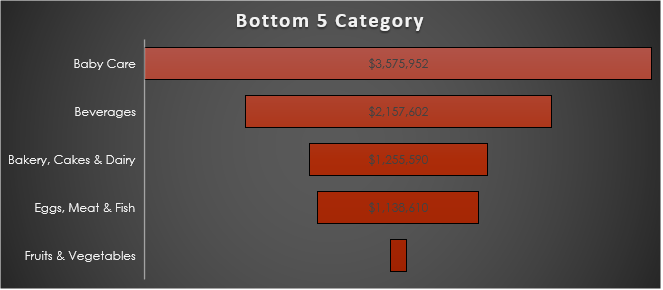 Bottom 5 Category
Baby Care
$3,575,952
Beverages
$2,157,602
Bakery, Cakes & Dairy
Eggs, Meat & Fish
Fruits & Vegetables